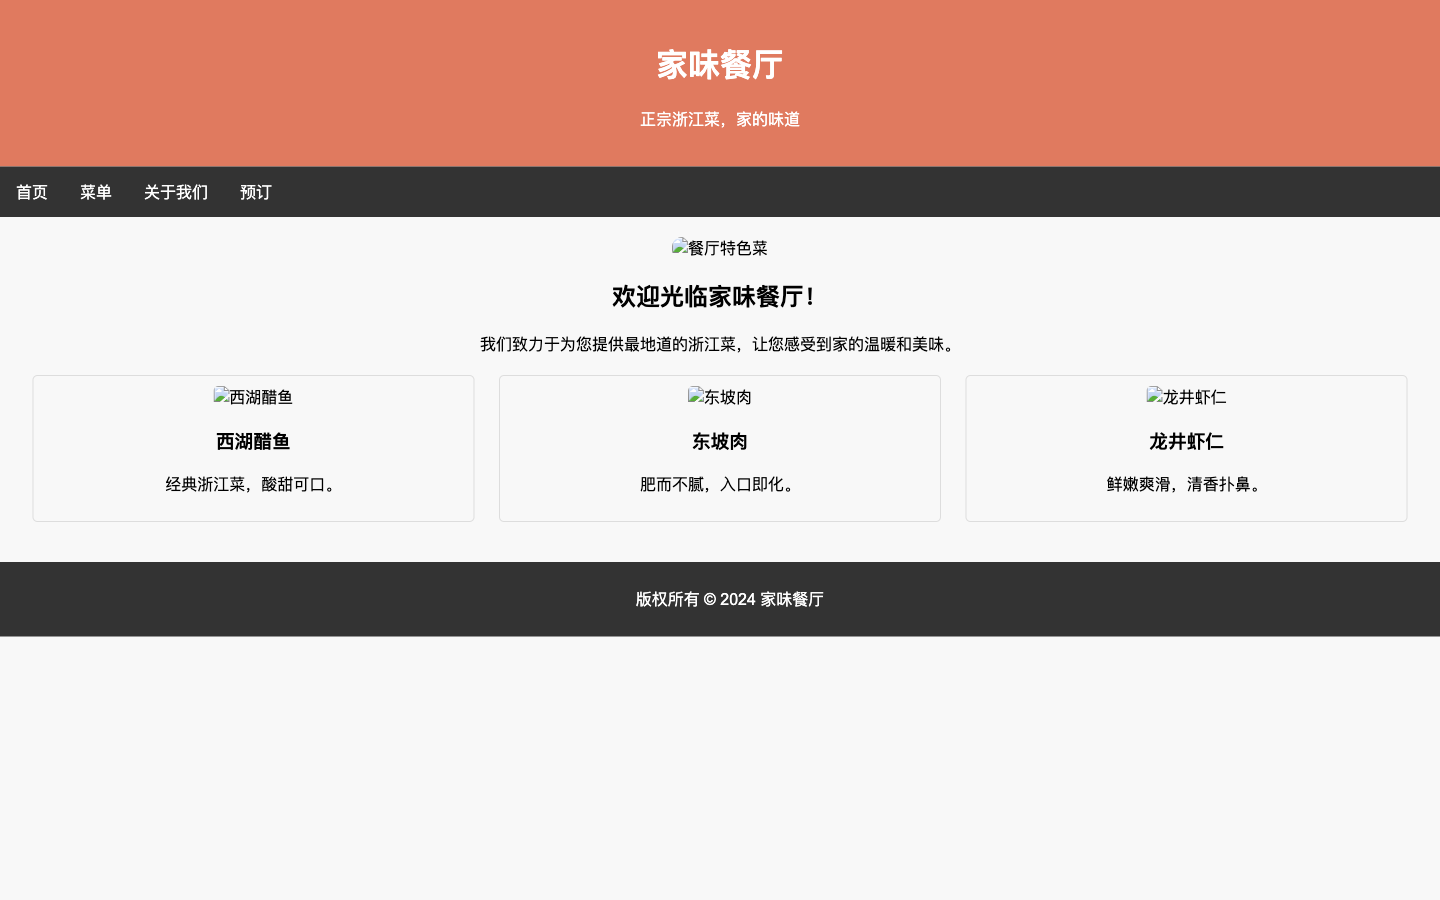 家味餐厅
正宗浙江菜，家的味道
首页 菜单 关于我们 预订
餐厅特色菜
欢迎光临家味餐厅！
我们致力于为您提供最地道的浙江菜，让您感受到家的温暖和美味。
西湖醋鱼
西湖醋鱼
经典浙江菜，酸甜可口。
东坡肉
东坡肉
肥而不腻，入口即化。
龙井虾仁
龙井虾仁
鲜嫩爽滑，清香扑鼻。
版权所有 © 2024 家味餐厅